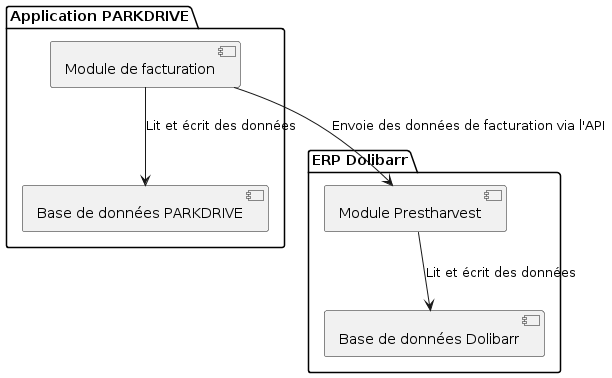 Application PARKDRIVE
Module de facturation
Lit et écrit des données
Envoie des données de facturation via l'API
ERP Dolibarr
Base de données PARKDRIVE
Module Prestharvest
Lit et écrit des données
Base de données Dolibarr